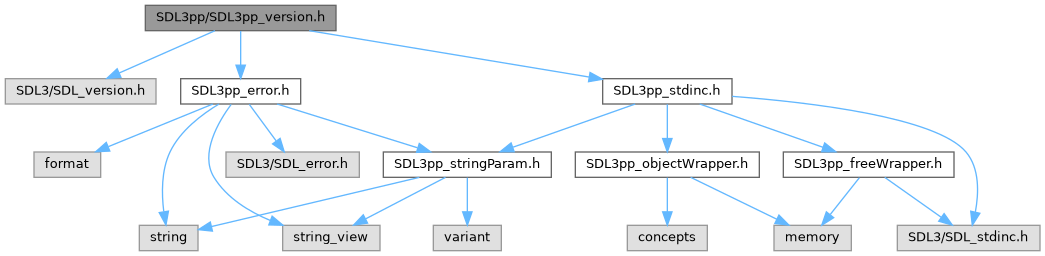 SDL3pp/SDL3pp_version.h
SDL3/SDL_version.h
SDL3pp_error.h
SDL3pp_stdinc.h
format
SDL3/SDL_error.h
SDL3pp_stringParam.h
SDL3pp_objectWrapper.h
SDL3pp_freeWrapper.h
string
string_view
variant
concepts
memory
SDL3/SDL_stdinc.h